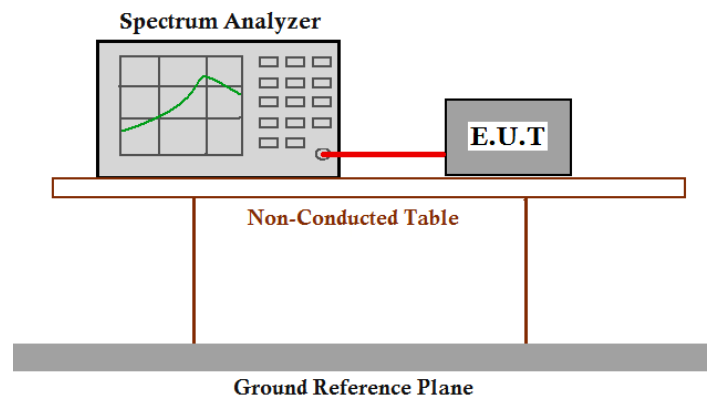 Spectrum Analyzer
E.U.T
Non-Conducted Table
Ground Reference Plane